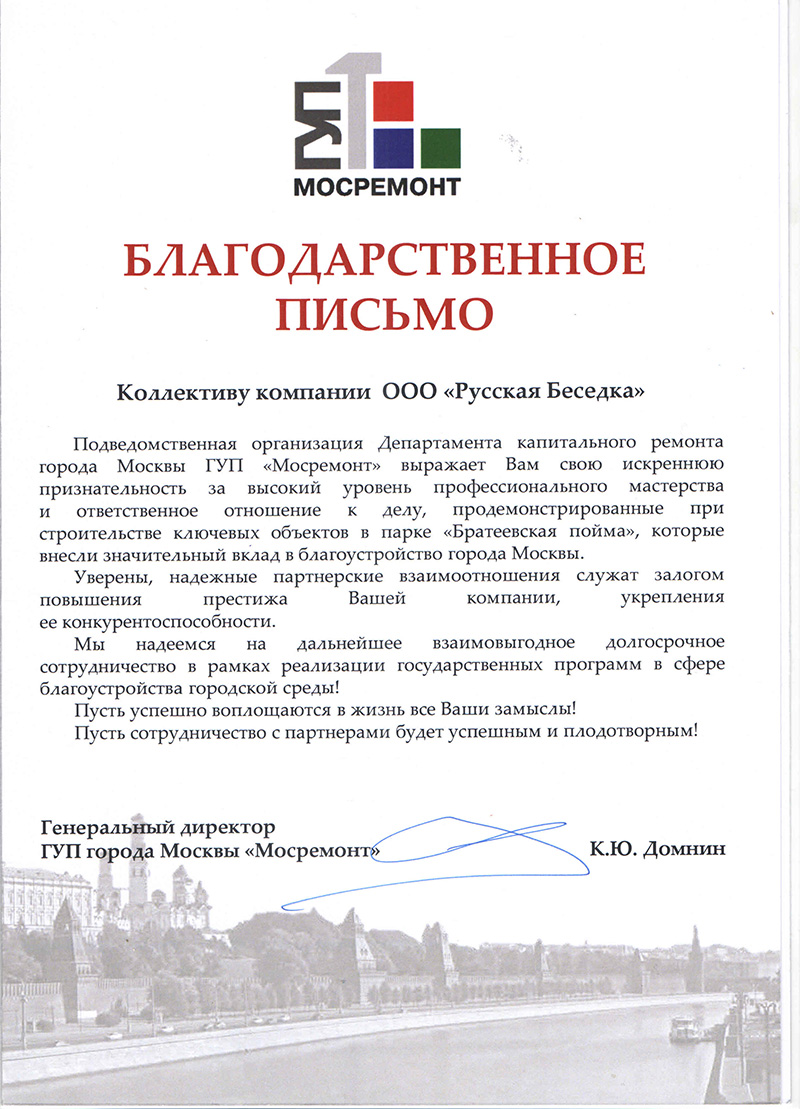 ГУП
МОСРЕМОНТ
БЛАГОДАРСТВЕННОЕ
ПИСЬМО
Коллективу компании ООО «Русская Беседка»
Подведомственная организация Департамента капитального ремонта
города Москвы ГУП «Мосремонт» выражает Вам свою искреннюю
признательность за высокий уровень профессионального мастерства
и ответственное отношение к делу, продемонстрированные при
строительстве ключевых объектов в парке «Братеевская пойма», которые
внесли значительный вклад в благоустройство города Москвы.
Уверены, надежные партнерские взаимоотношения служат залогом
повышения престижа Вашей компании, укрепления
ее конкурентоспособности.
Мы надеемся на дальнейшее взаимовыгодное долгосрочное
сотрудничество в рамках реализации государственных программ в сфере
благоустройства городской среды!
Пусть успешно воплощаются в жизнь все Ваши замыслы!
Пусть сотрудничество с партнерами будет успешным и плодотворным!
Генеральный директор
ГУП города Москвы «Мосремонт»
К.Ю. Домнин